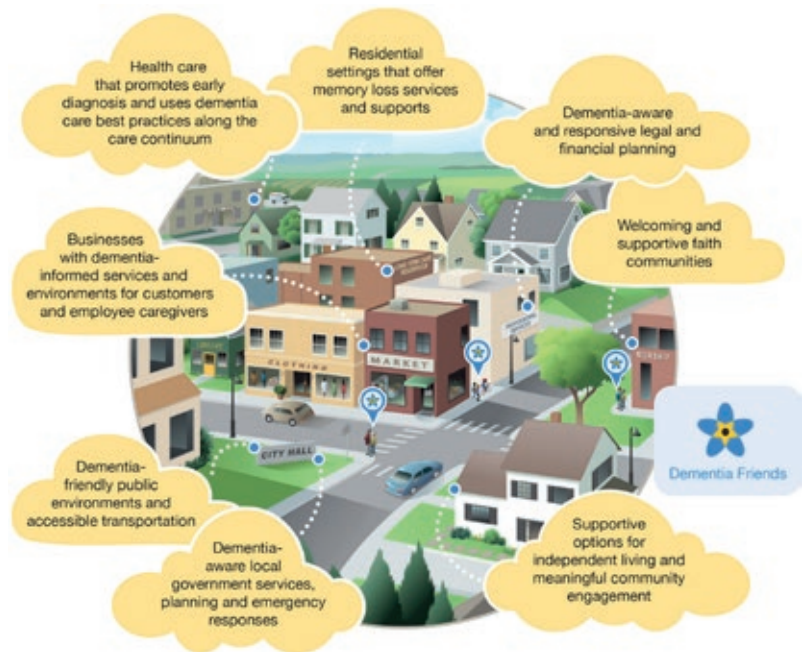 Health care
that promotes early
diagnosis and uses dementia
care best practices along the
care continuum
Residential
settings that offer
memory loss services
and supports
Dementia-aware
and responsive legal and
financial planning
Businesses
with dementia-
informed services and
environments for customers
and employee caregivers
Welcoming and
supportive faith
communities
CLOTHING
MARKET
CITY HALL
Dementia Friends
Dementia-
friendly public
environments and
accessible transportation
Dementia-
aware local
government services,
planning and emergency
responses
Supportive
options for
independent living and
meaningful community
engagement